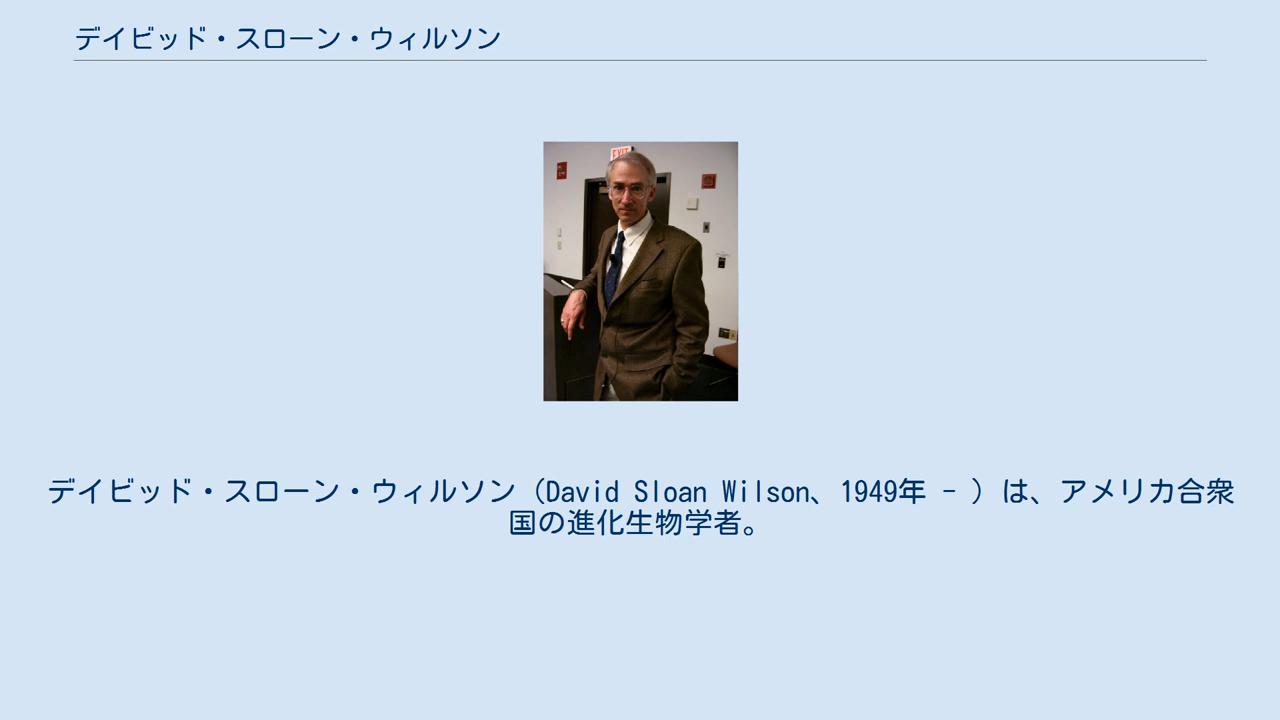 デイビッド・スローン・ウィルソン
EXIT
デイビッド・スローン・ウィルソン（David Sloan Wilson、1949年 - ）は、アメリカ合衆
国の進化生物学者。